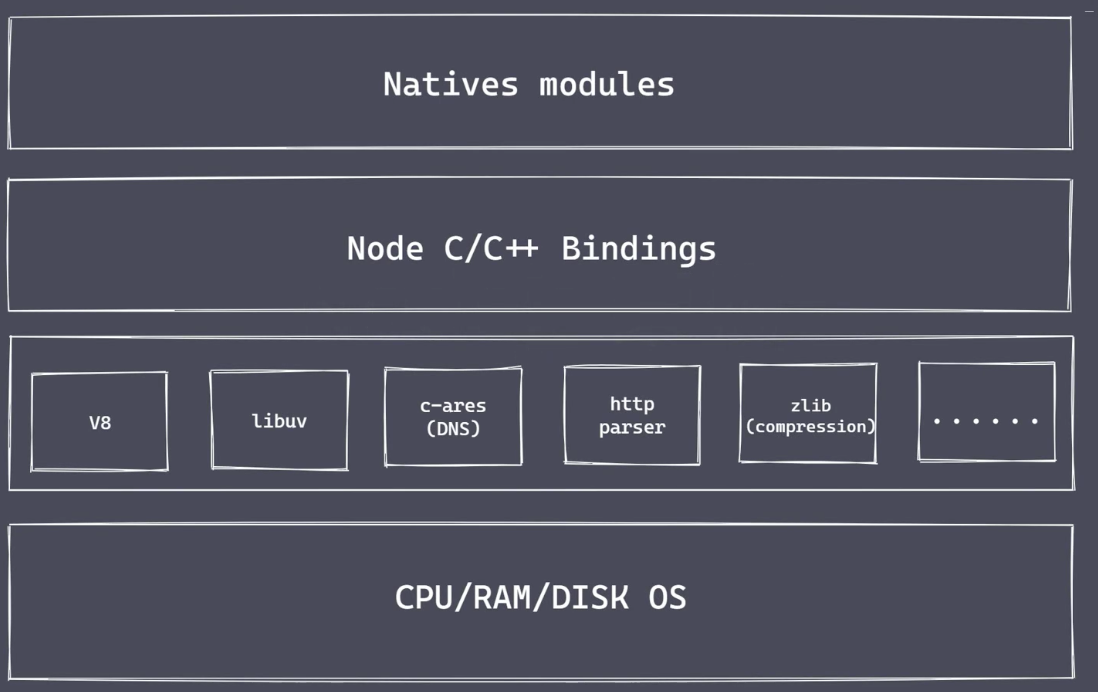 Natives modules
Node C/C++ Bindings
V8
libuv
c-ares
(DNS)
http
parser
zlib
(compression)
......
CPU/RAM/DISK OS